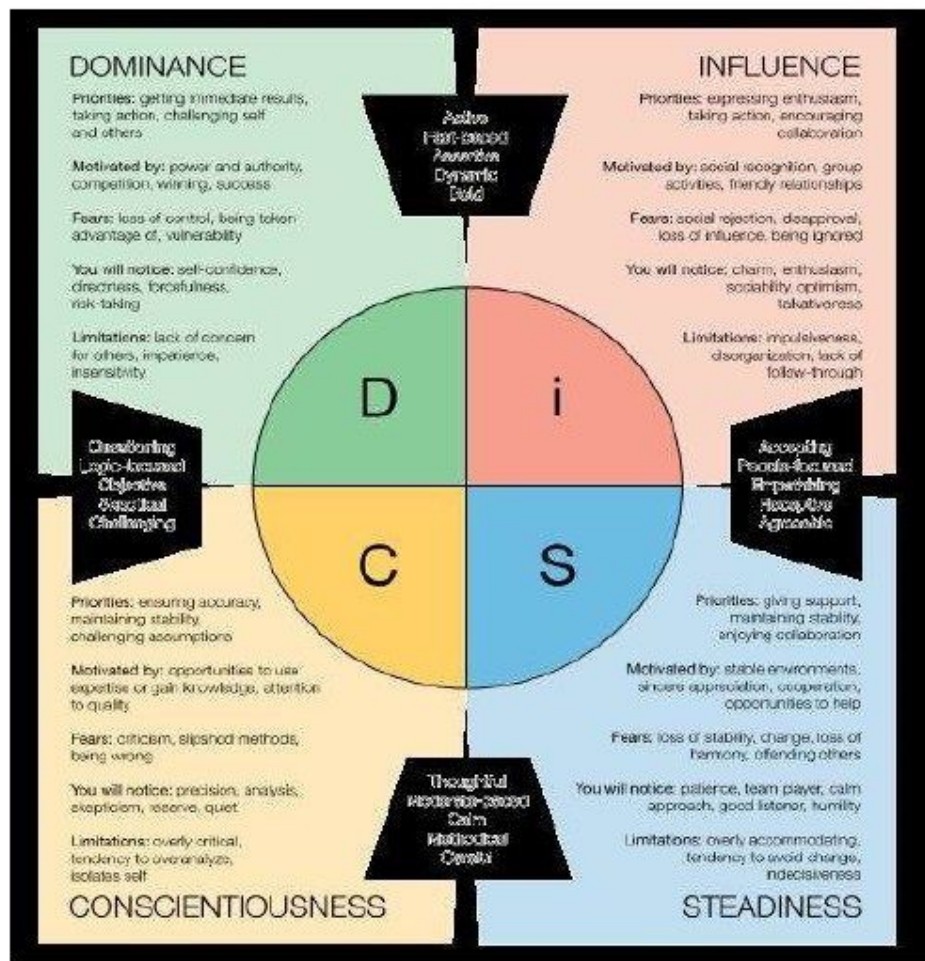 DOMINANCE
Priorities: getting immediate results,
taking action, challenging self
and others
Motivated by: power and authority,
competition, winning, success
Fears: loss of control, being taken
advantage of, vulnerability
You will notice: self-confidence,
directness, forcefulness,
risk-taking
Limitations: lack of concern
for others, impatience,
insensitivity
INFLUENCE
Priorities: expressing enthusiasm,
taking action, encouraging
collaboration
Motivated by: social recognition, group
activities, friendly relationships
Fears: social rejection, disapproval,
loss of influence, being ignored
You will notice: charm, enthusiasm,
sociability, optimism,
talkativeness
Limitations: impulsiveness,
disorganization, lack of
follow-through
Active
Fast-paced
Assertive
Dynamic
Bold
D
i
C
S
Questioning
Logic-focused
Objective
Skeptical
Challenging
Accepting
People-focused
Empathizing
Receptive
Agreeable
Priorities: ensuring accuracy,
maintaining stability,
challenging assumptions
Motivated by: opportunities to use
expertise or gain knowledge, attention
to quality
Fears: criticism, slipshod methods,
being wrong
You will notice: precision, analysis,
skepticism, reserve, quiet
Limitations: overly critical,
tendency to overanalyze,
isolates self
CONSCIENTIOUSNESS
Priorities: giving support,
maintaining stability,
enjoying collaboration
Motivated by: stable environments,
sincere appreciation, cooperation,
opportunities to help
Fears: loss of stability, change, loss of
harmony, offending others
You will notice: patience, team player, calm
approach, good listener, humility
Limitations: overly accommodating,
tendency to avoid change,
indecisiveness
STEADINESS
Thoughtful
Moderate-paced
Calm
Methodical
Careful